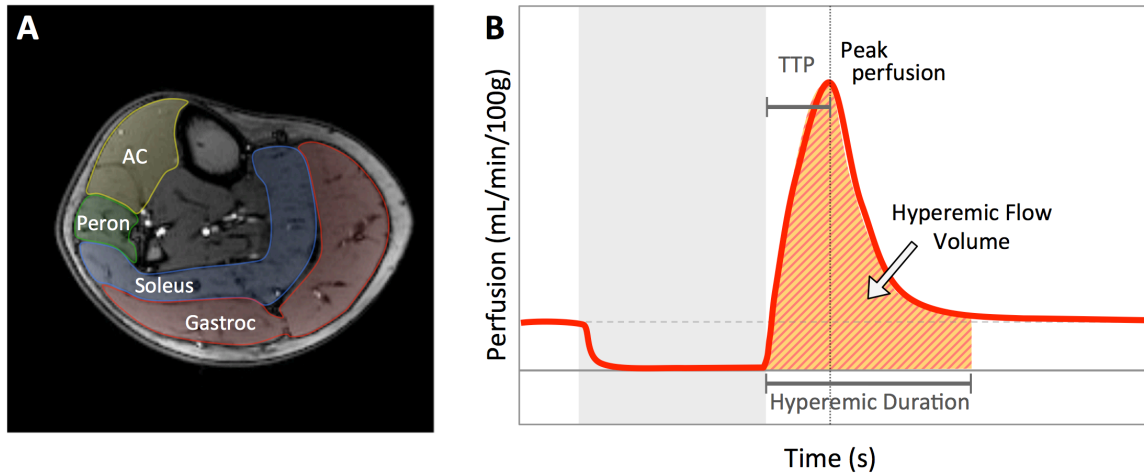 A
AC
Peron
Soleus
Gastroc
B
Perfusion (mL/min/100g)
TTP
Peak
perfusion
Hyperemic Flow
Volume
Hyperemic Duration
Time (s)